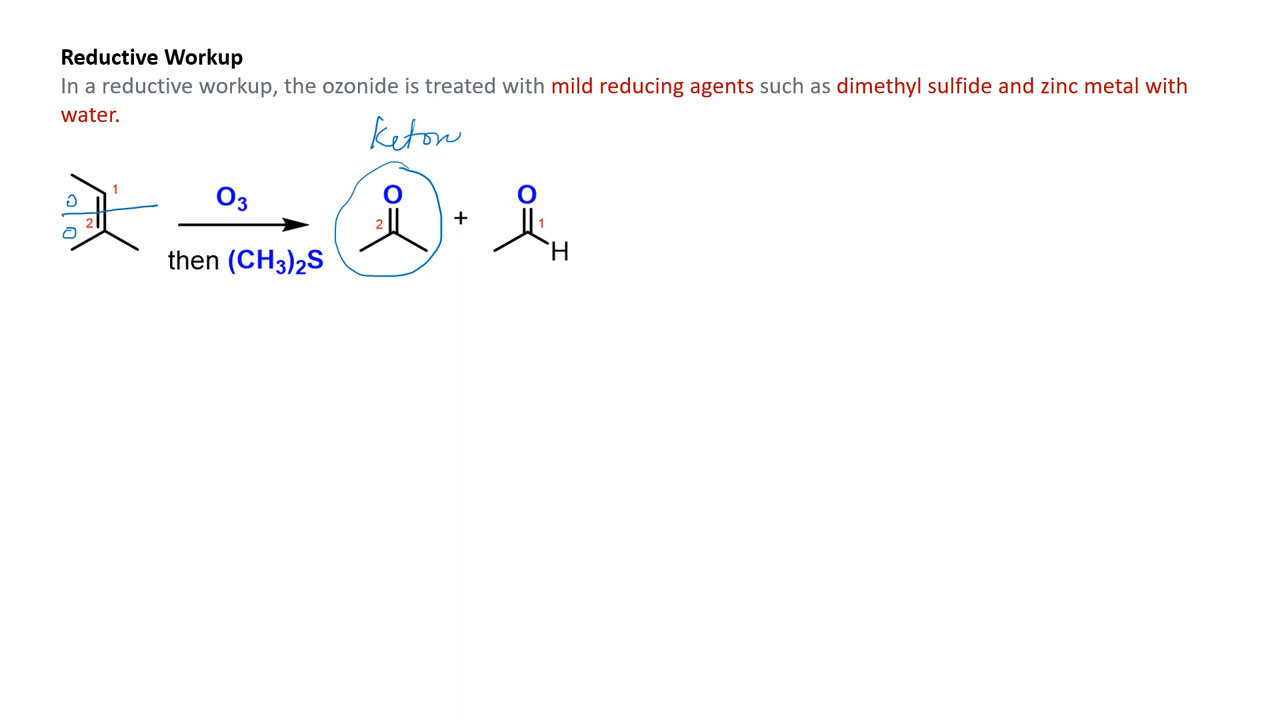 Reductive Workup
In a reductive workup, the ozonide is treated with mild reducing agents such as dimethyl sulfide and zinc metal with
water.
Keton
1
O
2
O
O3
then (CH3)2S
O
2
+
O
1
H